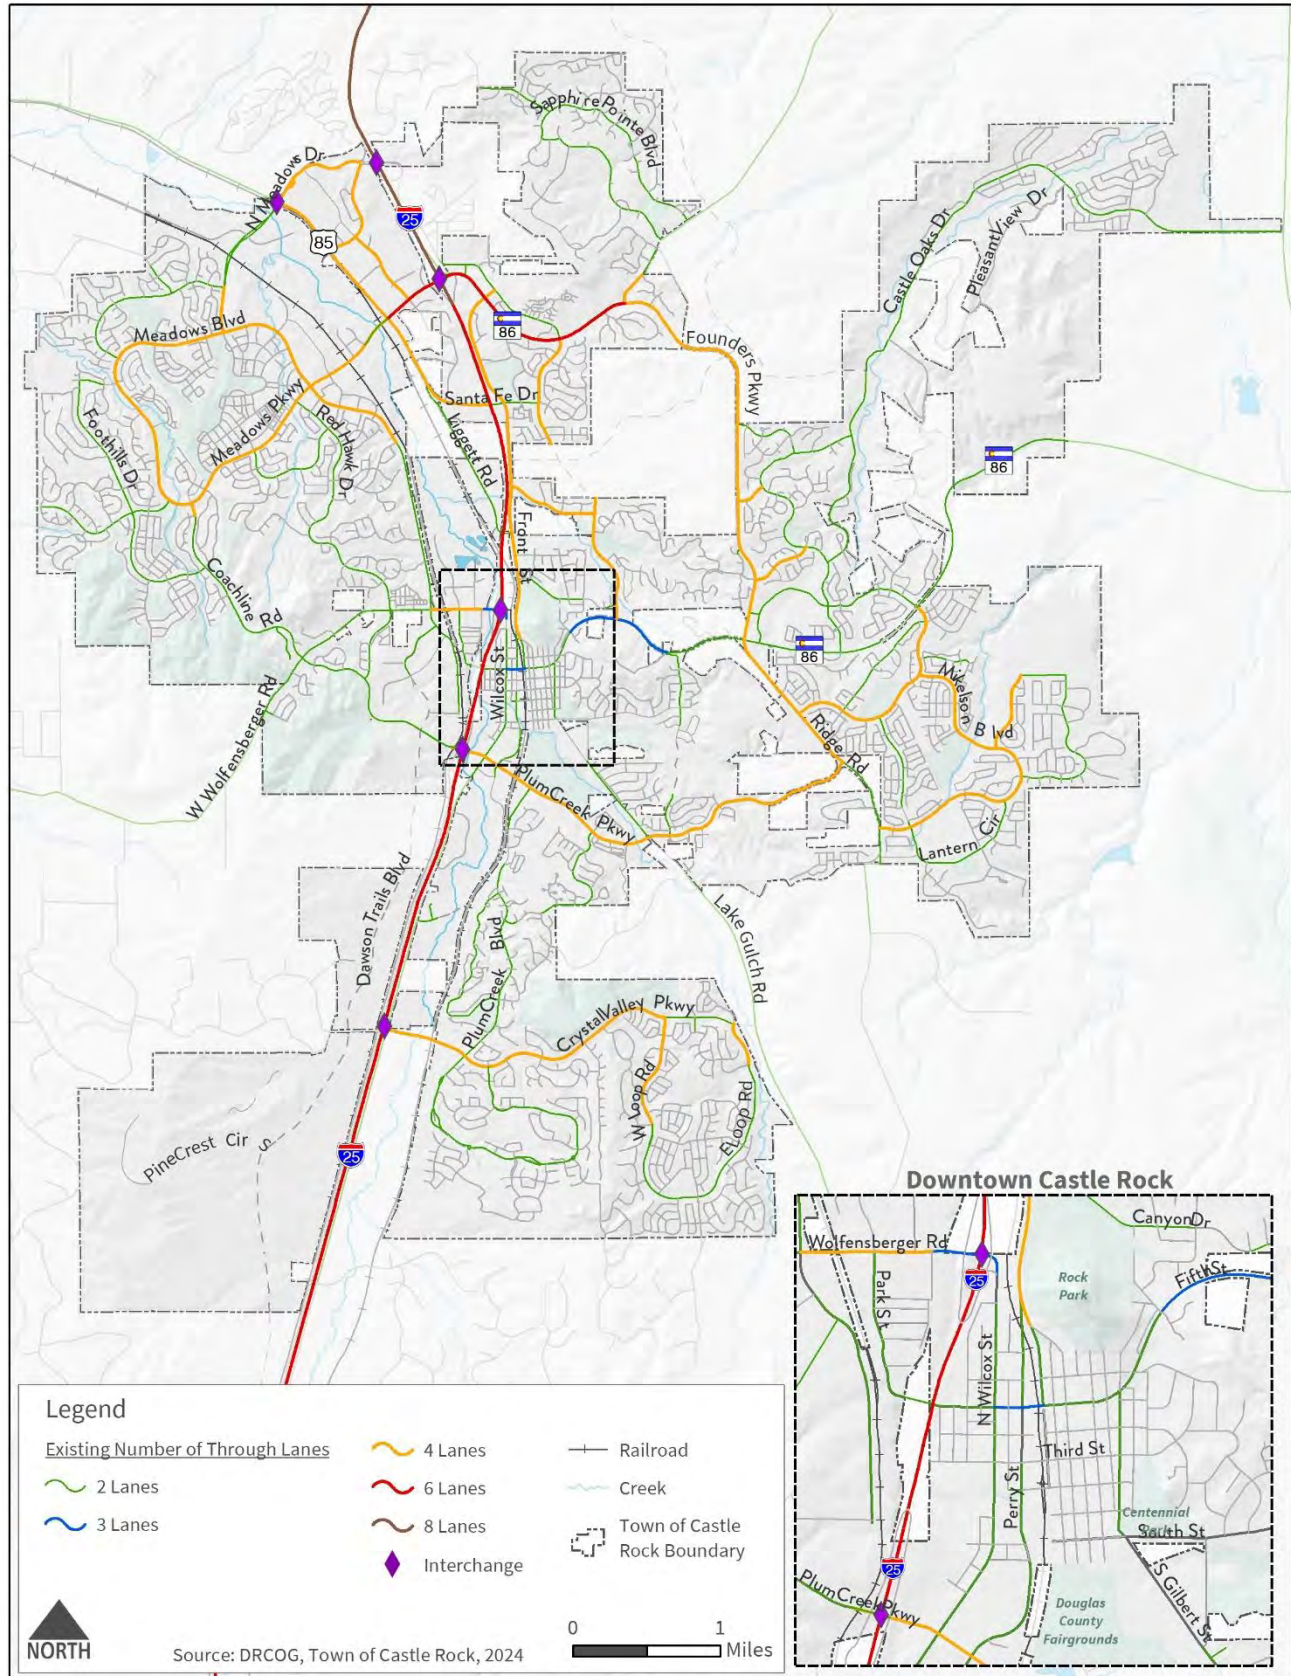 Sapphire Pointe Blvd
N Meadows Dr
25
85
Castle Oaks Dr
Pleasant View Dr
86
Meadows Blvd
Founders Pkwy
Santa Fe Dr
Meadows Pkwy
Liggett Rd
Red Hawk Dr
Foothills Dr
86
Front St
Coachline Rd
86
Wilcox St
Mikelson Blvd
W Wolfensberger Rd
Ridge Rd
Plum Creek Pkwy
Lantern Cir
Dawson Trails Blvd
Lake Gulch Rd
Plum Creek Blvd
Crystal Valley Pkwy
W Loop Rd
E Loop Rd
PineCrest Cir S
25
Downtown Castle Rock
Canyon Dr
Wolfensberger Rd
Fifth St
25
Rock
Park
Park St
N Wilcox St
Third St
Perry St
Centennial
Park
South St
25
S Gilbert St
Plum Creek Pkwy
Douglas
County
Fairgrounds
Legend
Existing Number of Through Lanes
2 Lanes
3 Lanes
4 Lanes
6 Lanes
8 Lanes
Interchange
Railroad
Creek
Town of Castle
Rock Boundary
NORTH
Source: DRCOG, Town of Castle Rock, 2024
0 1
Miles